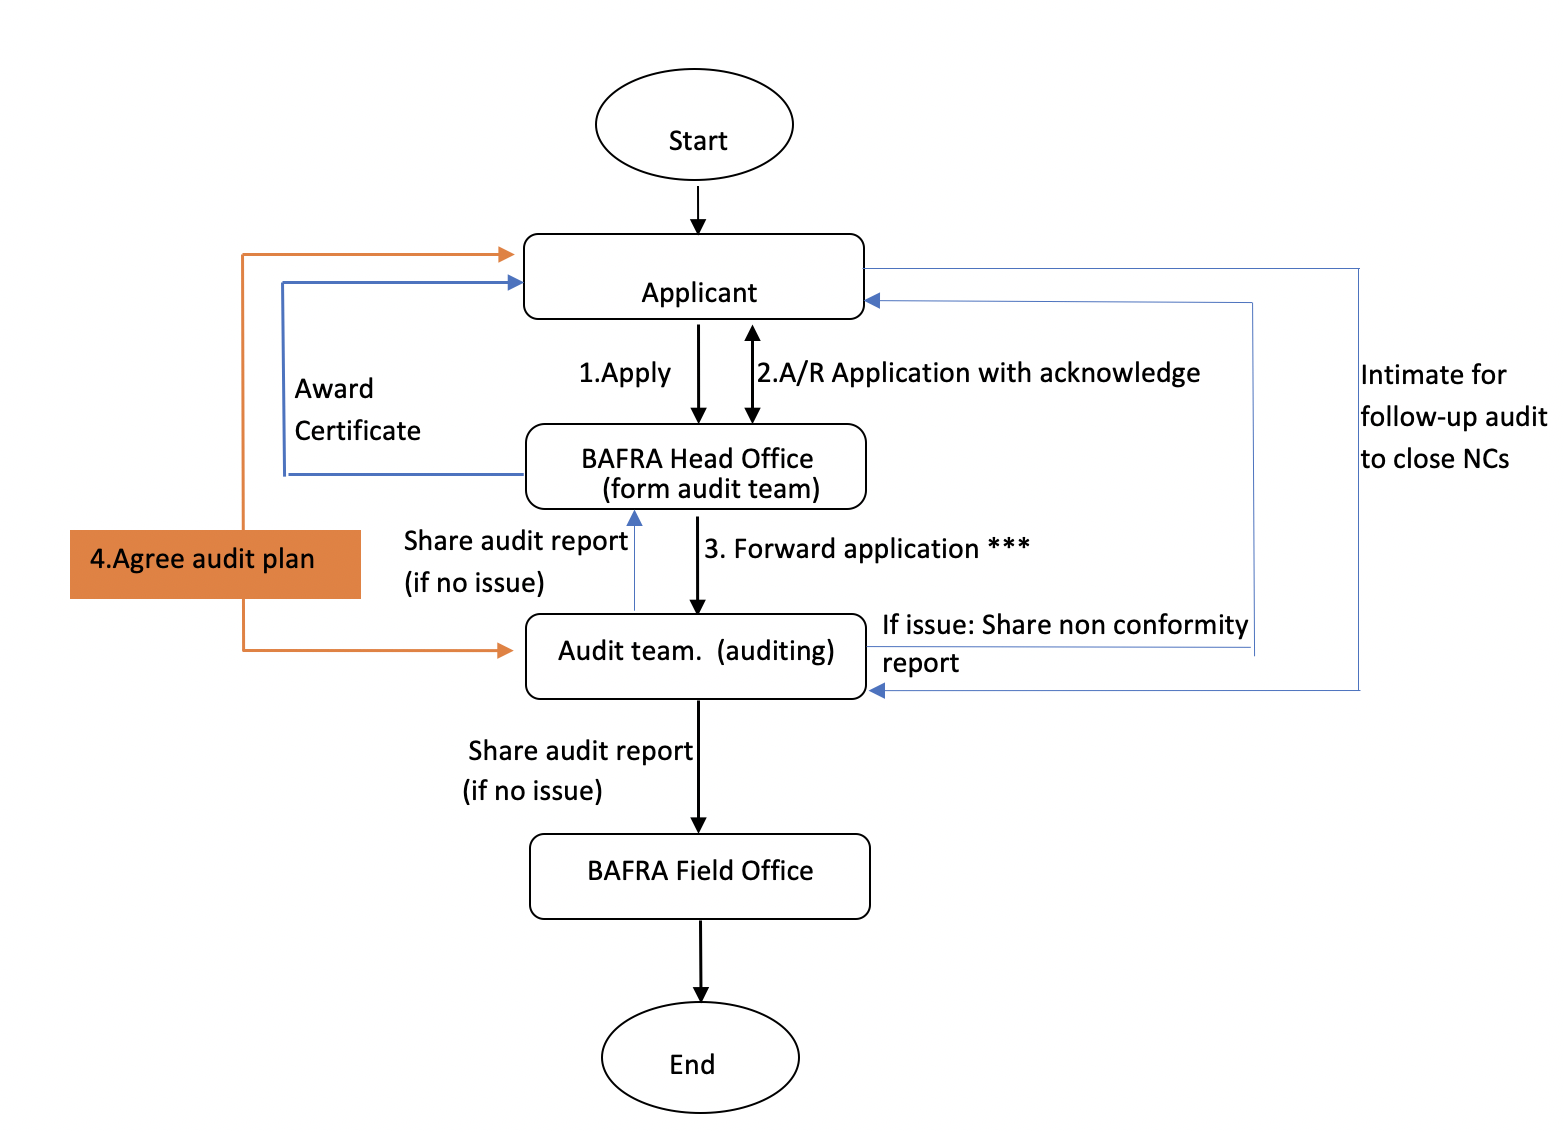 Start
Applicant
1.Apply
2.A/R Application with acknowledge
Award
Certificate
Intimate for
follow-up audit
to close NCs
BAFRA Head Office
(form audit team)
4.Agree audit plan
Share audit report
(if no issue)
3. Forward application ***
Audit team.  (auditing)
If issue: Share non conformity
report
Share audit report
(if no issue)
BAFRA Field Office
End